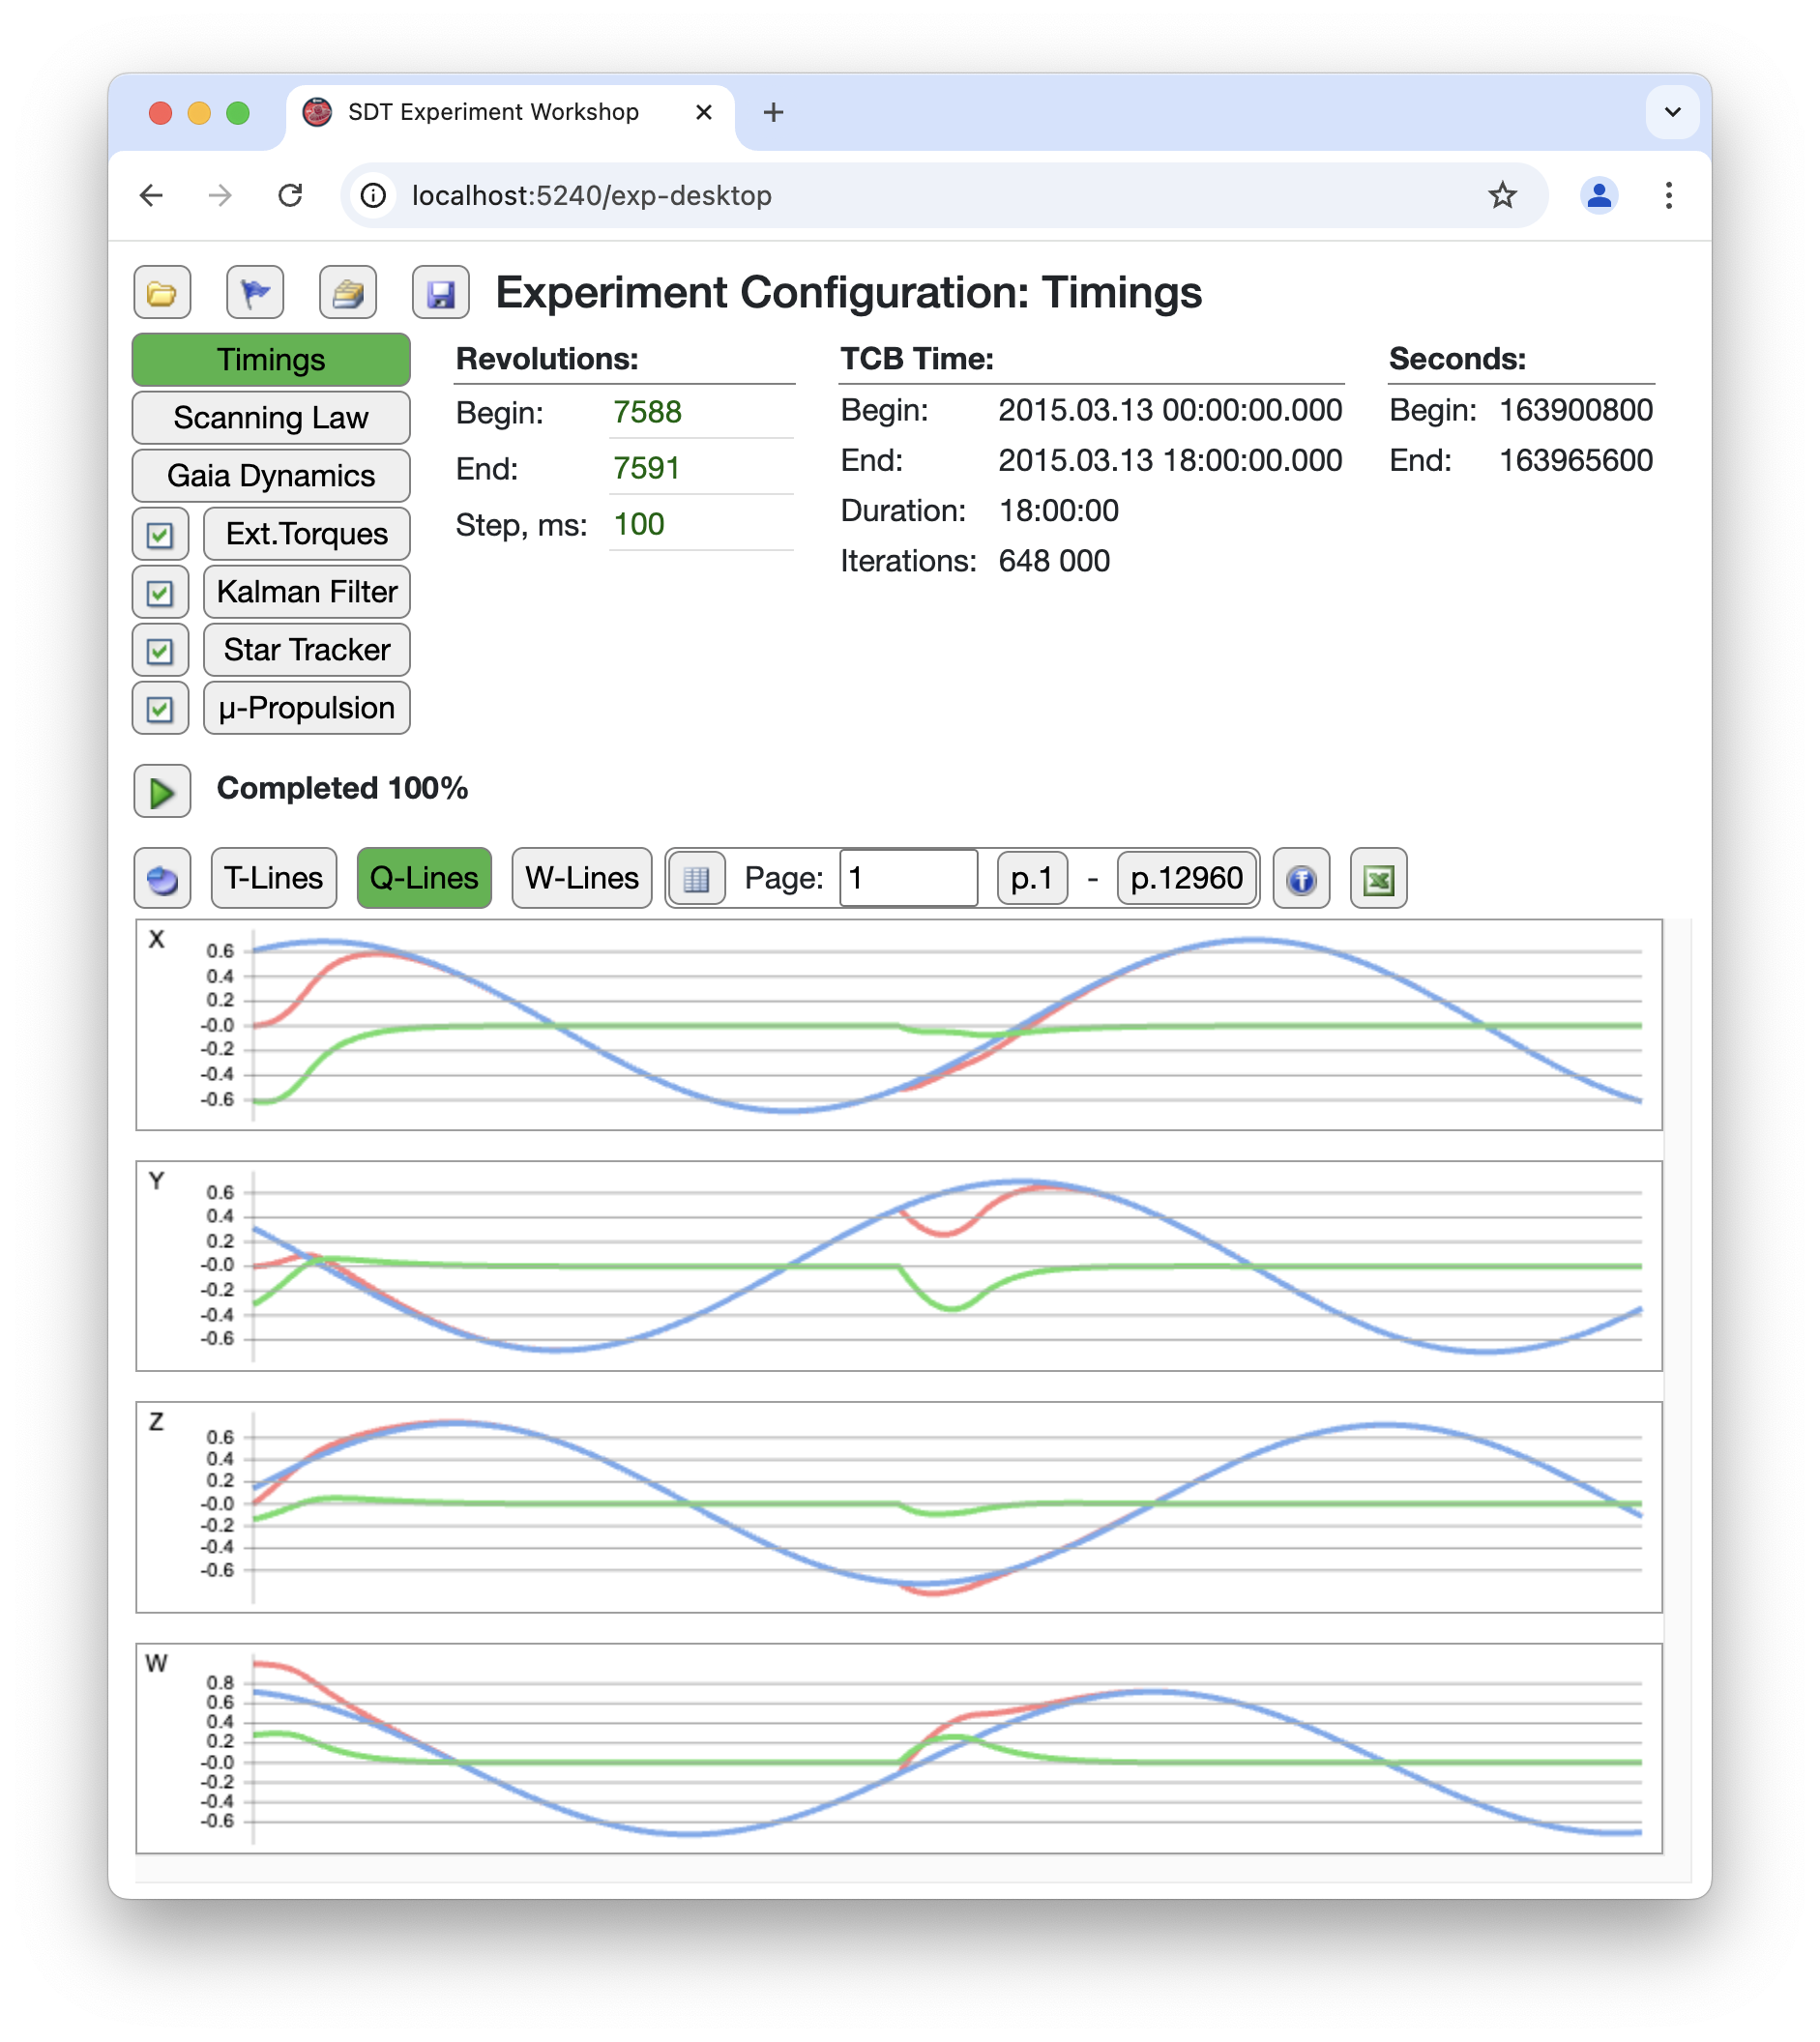 SDT Experiment Workshop
localhost:5240/exp-desktop
Experiment Configuration: Timings
Timings
Scanning Law
Gaia Dynamics
Ext.Torques
Kalman Filter
Star Tracker
µ-Propulsion
Revolutions:
Begin: 7588
End: 7591
Step, ms: 100
TCB Time:
Begin: 2015.03.13 00:00:00.000
End: 2015.03.13 18:00:00.000
Duration: 18:00:00
Iterations: 648 000
Seconds:
Begin: 163900800
End: 163965600
Completed 100%
T-Lines Q-Lines W-Lines Page: 1 p.1 - p.12960
X
0.6
0.4
0.2
-0.0
-0.2
-0.4
-0.6
Y
0.6
0.4
0.2
-0.0
-0.2
-0.4
-0.6
Z
0.6
0.4
0.2
-0.0
-0.2
-0.4
-0.6
W
0.8
0.6
0.4
0.2
-0.0
-0.2
-0.4
-0.6